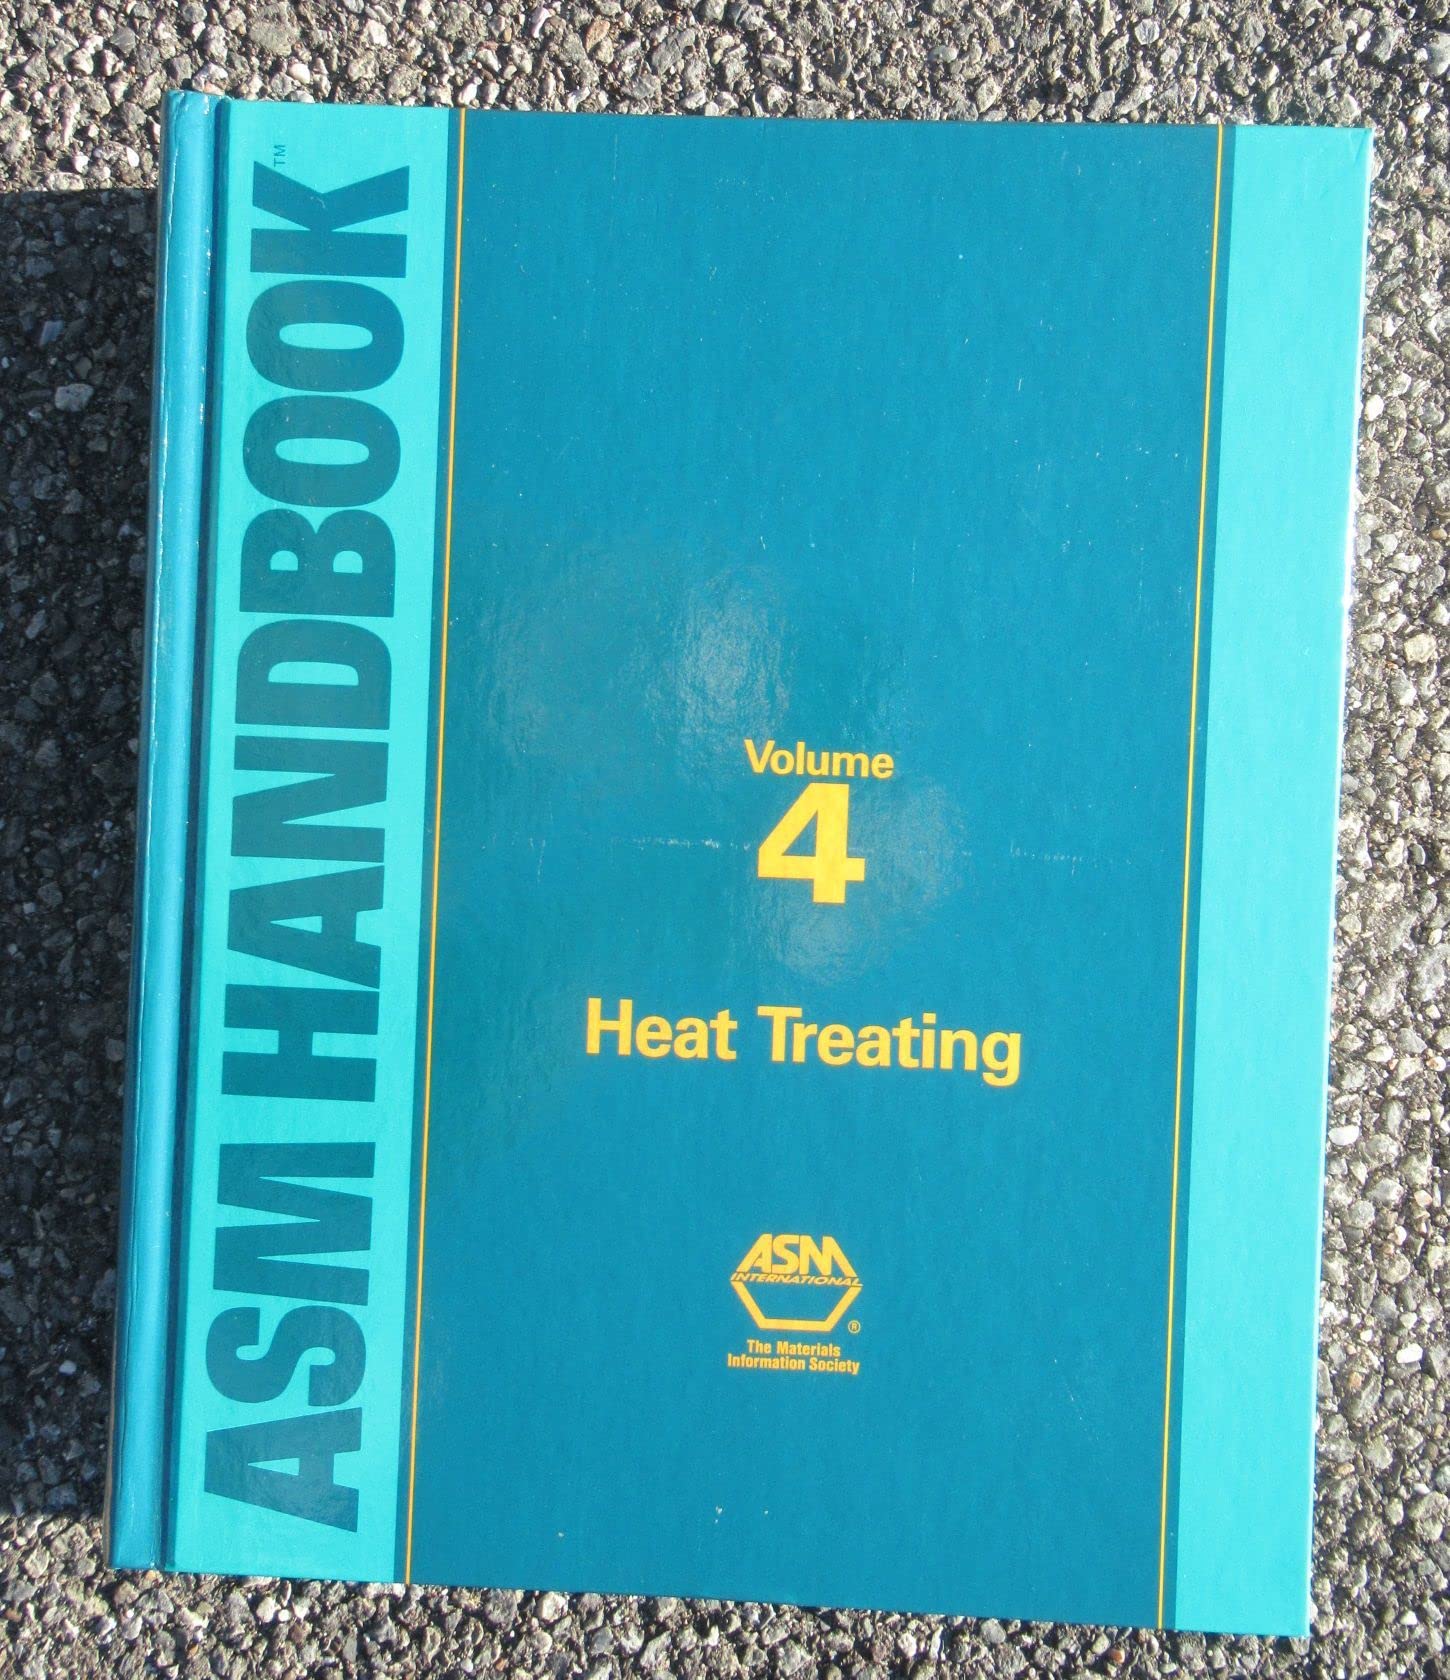 ASM HANDBOOK™
Volume
4
Heat Treating
ASM
INTERNATIONAL
®
The Materials
Information Society